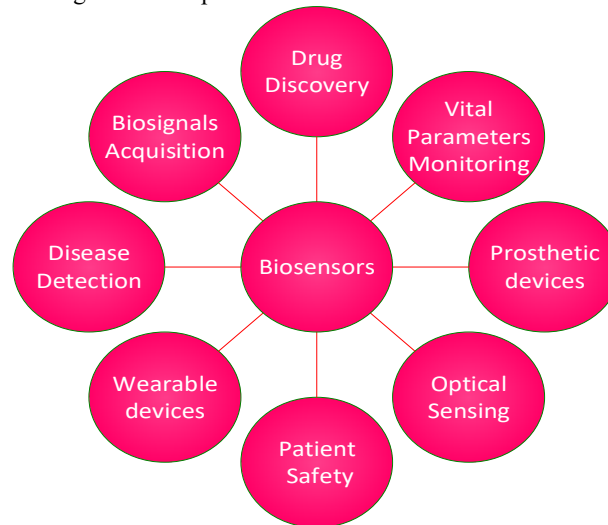 Drug
Discovery
Biosignals
Acquisition
Vital
Parameters
Monitoring
Disease
Detection
Biosensors
Prosthetic
devices
Wearable
devices
Optical
Sensing
Patient
Safety